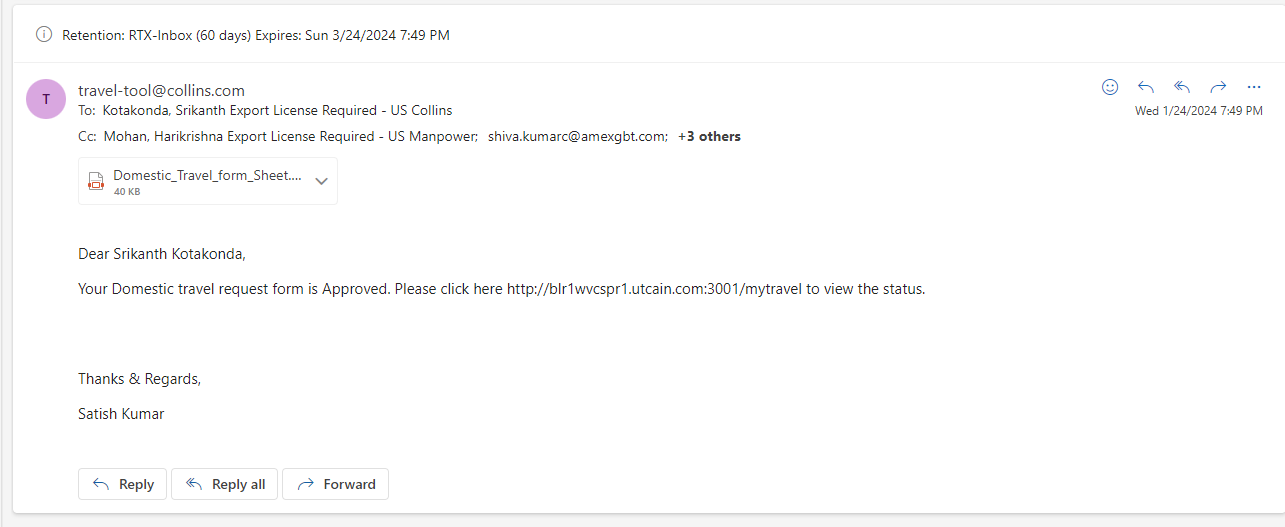 Retention: RTX-Inbox (60 days) Expires: Sun 3/24/2024 7:49 PM
T
travel-tool@collins.com
To: Kotakonda, Srikanth Export License Required - US Collins
Wed 1/24/2024 7:49 PM
Cc: Mohan, Harikrishna Export License Required - US Manpower; shiva.kumarc@amexgbt.com; +3 others
Domestic_Travel_form_Sheet....
40 KB
Dear Srikanth Kotakonda,
Your Domestic travel request form is Approved. Please click here http://blr1wvcspr1.utcain.com:3001/mytravel to view the status.
Thanks & Regards,
Satish Kumar
Reply Reply all Forward